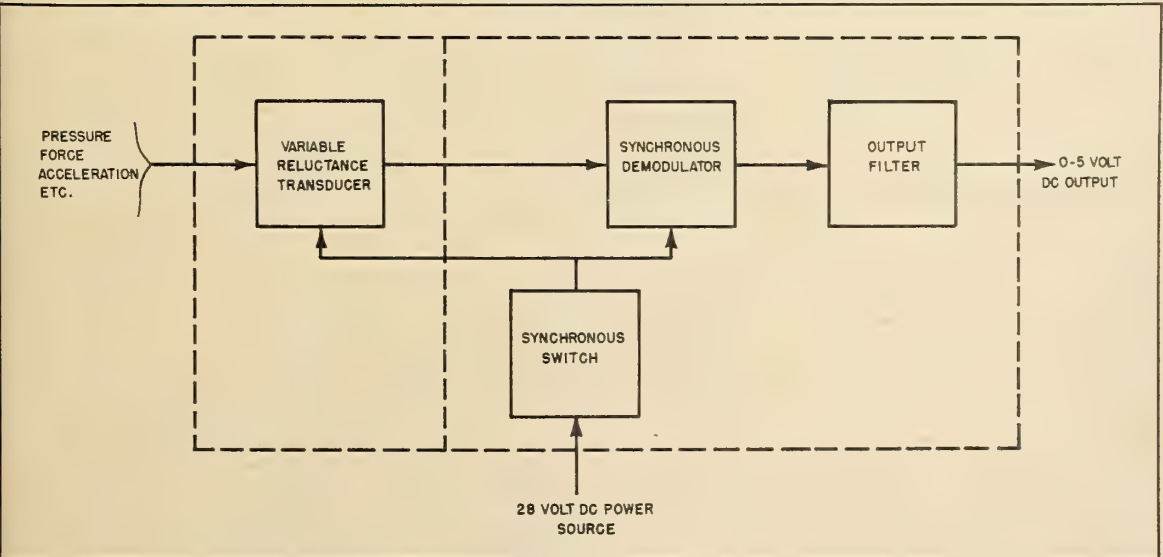 PRESSURE
FORCE
ACCELERATION
ETC.
VARIABLE
RELUCTANCE
TRANSDUCER
SYNCHRONOUS
DEMODULATOR
OUTPUT
FILTER
0-5 VOLT
DC OUTPUT
SYNCHRONOUS
SWITCH
28 VOLT DC POWER
SOURCE